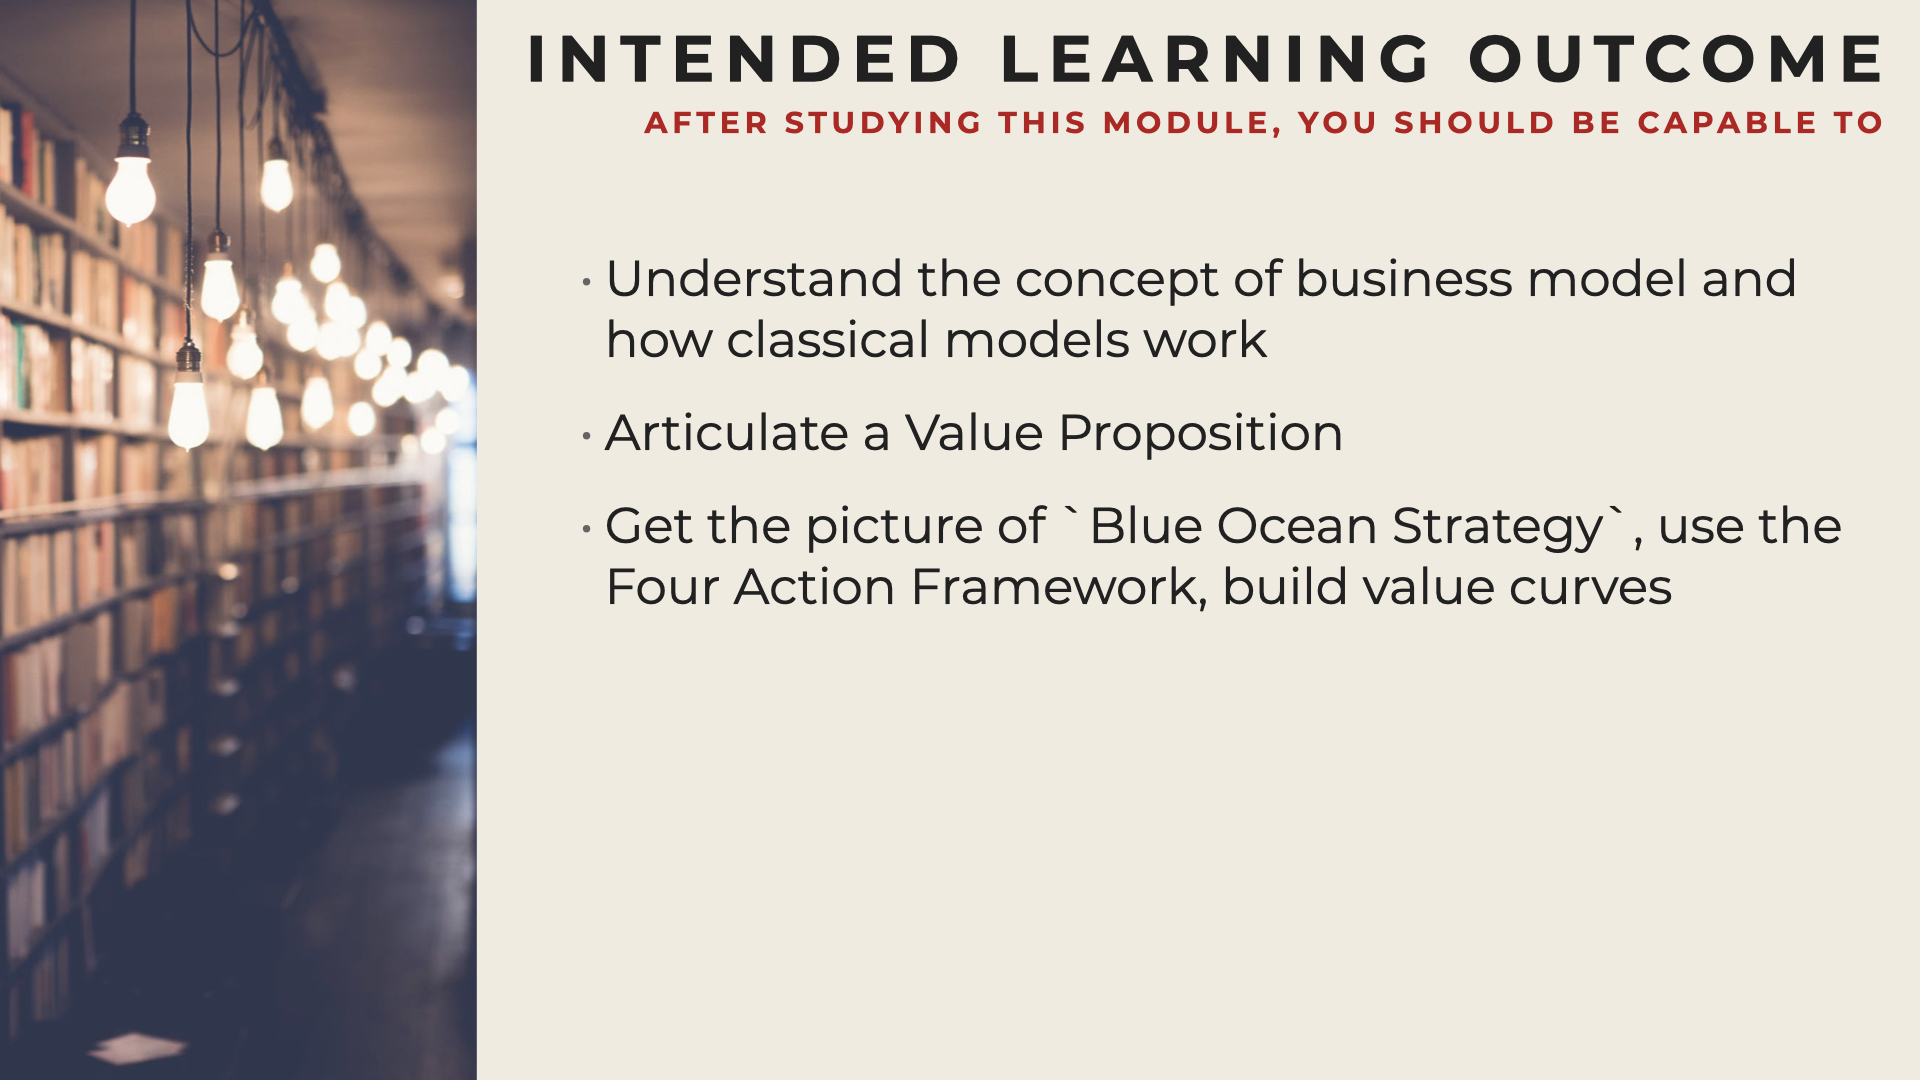 INTENDED LEARNING OUTCOME
AFTER STUDYING THIS MODULE, YOU SHOULD BE CAPABLE TO
• Understand the concept of business model and
how classical models work
• Articulate a Value Proposition
• Get the picture of `Blue Ocean Strategy`, use the
Four Action Framework, build value curves